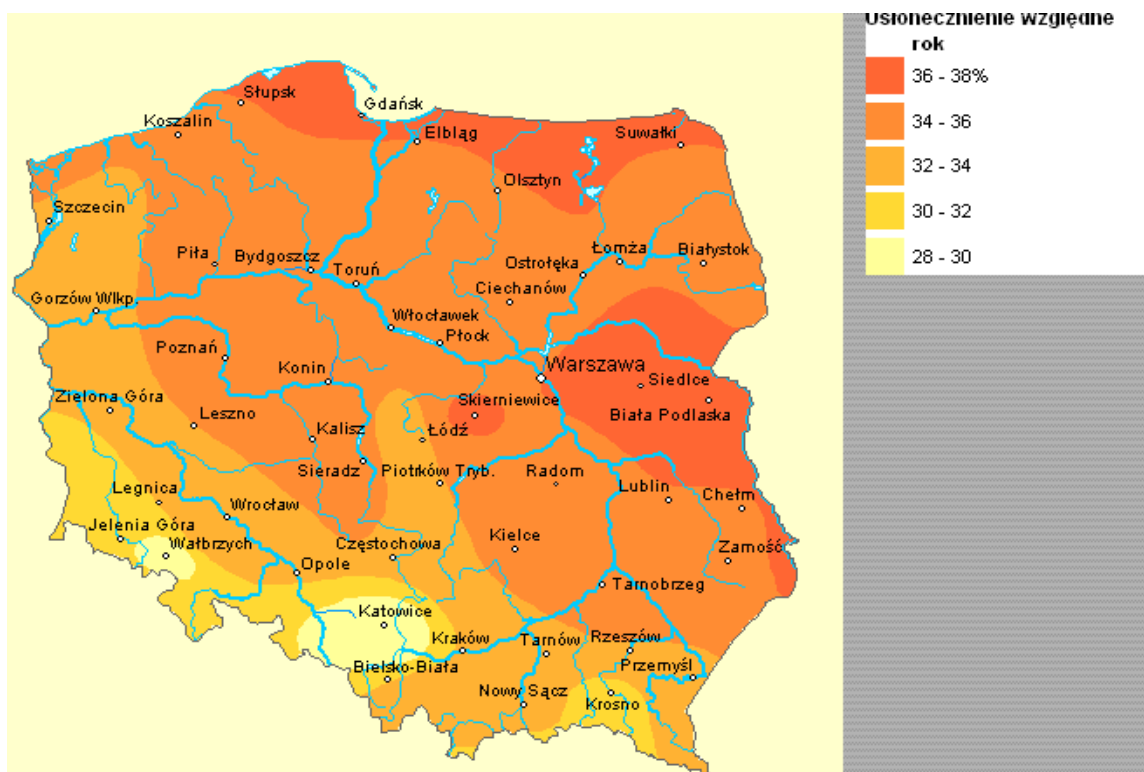 Usłonecznienie względne
rok
36 - 38%
34 - 36
32 - 34
30 - 32
28 - 30
Słupsk
Gdańsk
Koszalin
Elbląg
Suwałki
Olsztyn
Szczecin
Piła
Bydgoszcz
Toruń
Łomża
Białystok
Ostrołęka
Ciechanów
Gorzów Wlkp.
Włocławek
Płock
Poznań
Konin
Warszawa
Siedlce
Skierniewice
Biała Podlaska
Zielona Góra
Leszno
Kalisz
Łódź
Sieradz
Piotrków Tryb.
Radom
Lublin
Chełm
Legnica
Wrocław
Jelenia Góra
Wałbrzych
Częstochowa
Kielce
Zamość
Opole
Tarnobrzeg
Katowice
Kraków
Tarnów
Rzeszów
Bielsko-Biała
Przemyśl
Nowy Sącz
Krosno